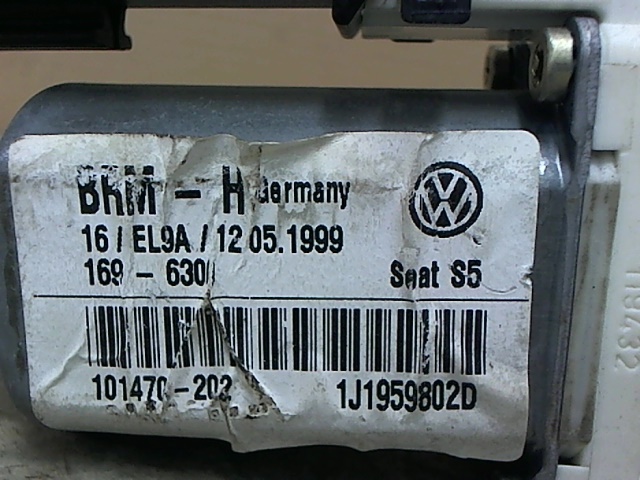 BRM - H Germany
16 / EL9A / 12 05.1999
169 - 630
Seat S5
101470-202
1J1959802D